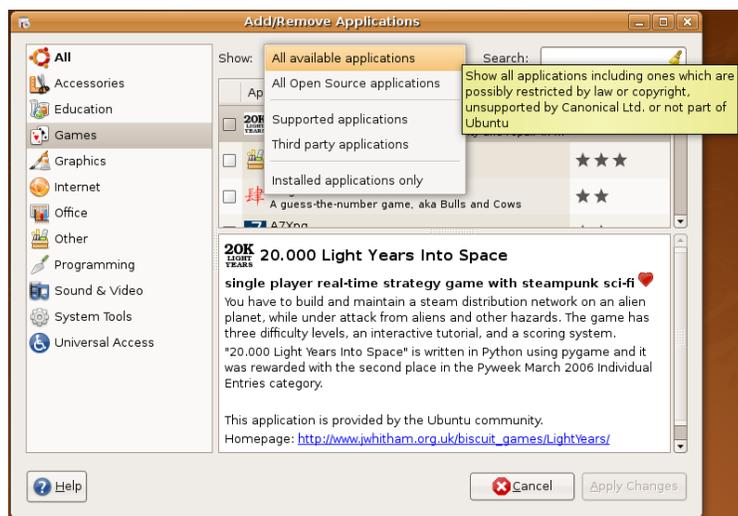 Add/Remove Applications
All
Accessories
Education
Games
Graphics
Internet
Office
Other
Programming
Sound & Video
System Tools
Universal Access
Show:
All available applications
All Open Source applications
Supported applications
Third party applications
Installed applications only
Search:
Show all applications including ones which are
possibly restricted by law or copyright,
unsupported by Canonical Ltd. or not part of
Ubuntu
Ap
20K
LIGHT
YEARS
肆
A guess-the-number game, aka Bulls and Cows
A7Xpg
20K
LIGHT
YEARS
20.000 Light Years Into Space
single player real-time strategy game with steampunk sci-fi
You have to build and maintain a steam distribution network on an alien
planet, while under attack from aliens and other hazards. The game has
three difficulty levels, an interactive tutorial, and a scoring system.
"20.000 Light Years Into Space" is written in Python using pygame and it
was rewarded with the second place in the Pyweek March 2006 Individual
Entries category.
This application is provided by the Ubuntu community.
Homepage: http://www.jwhitham.org.uk/biscuit_games/LightYears/
Help
Cancel
Apply Changes